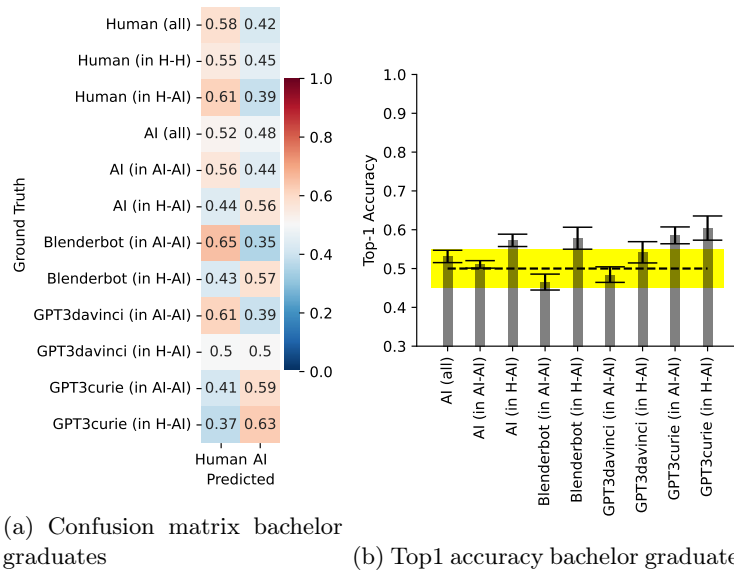 Ground Truth
Human (all) 0.58 0.42
Human (in H-H) 0.55 0.45
Human (in H-AI) 0.61 0.39
AI (all) 0.52 0.48
AI (in AI-AI) 0.56 0.44
AI (in H-AI) 0.44 0.56
Blenderbot (in AI-AI) 0.65 0.35
Blenderbot (in H-AI) 0.43 0.57
GPT3davinci (in AI-AI) 0.61 0.39
GPT3davinci (in H-AI) 0.5 0.5
GPT3curie (in AI-AI) 0.41 0.59
GPT3curie (in H-AI) 0.37 0.63
Human AI
Predicted
1.0
0.8
0.6
0.4
0.2
0.0
(a) Confusion matrix bachelor
graduates
Top-1 Accuracy
1.0
0.9
0.8
0.7
0.6
0.5
0.4
0.3
AI (all)
AI (in AI-AI)
AI (in H-AI)
Blenderbot (in AI-AI)
Blenderbot (in H-AI)
GPT3davinci (in AI-AI)
GPT3davinci (in H-AI)
GPT3curie (in AI-AI)
GPT3curie (in H-AI)
(b) Top1 accuracy bachelor graduate